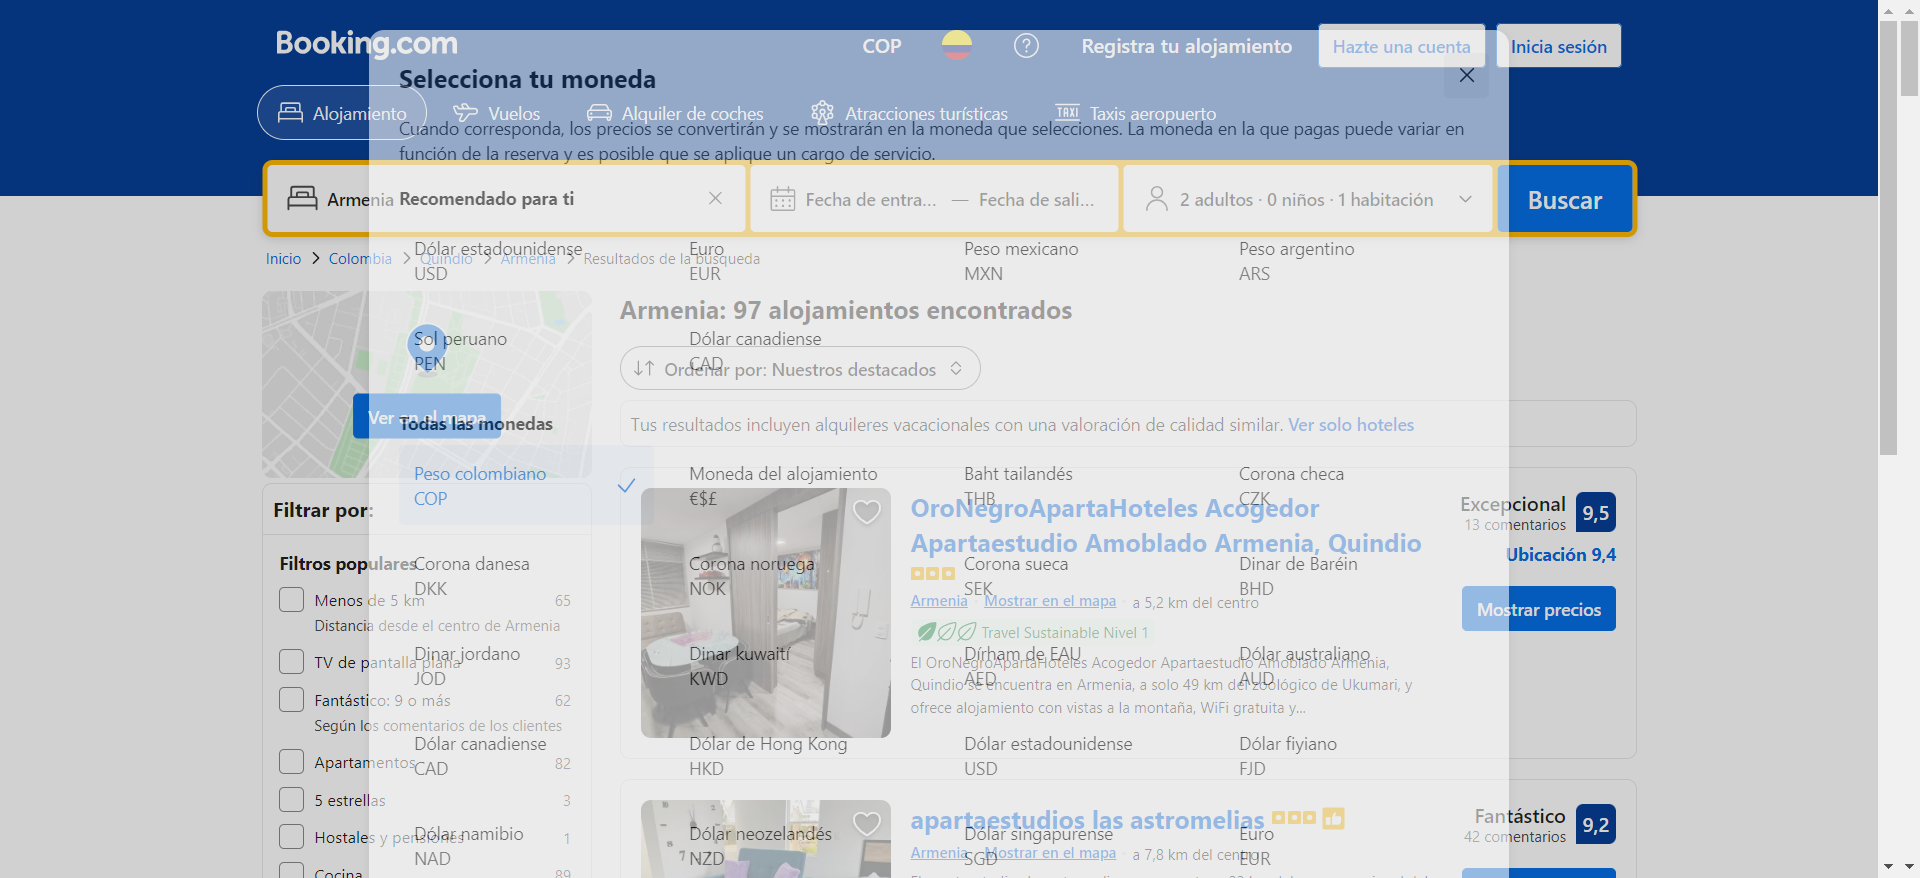 Booking.com
COP
Registra tu alojamiento
Hazte una cuenta
Inicia sesión
Selecciona tu moneda
Alojamiento
Vuelos
Alquiler de coches
Atracciones turísticas
TAXI
Taxis aeropuerto
Cuando corresponda, los precios se convertirán y se mostrarán en la moneda que selecciones. La moneda en la que pagas puede variar en
función de la reserva y es posible que se aplique un cargo de servicio.
Armenia
Recomendado para ti
Fecha de entra... — Fecha de sali...
2 adultos · 0 niños · 1 habitación
Buscar
Dólar estadounidense
USD
Euro
EUR
Peso mexicano
MXN
Peso argentino
ARS
Inicio
Colombia
Quindío
Armenia
Resultados de la búsqueda
Armenia: 97 alojamientos encontrados
Sol peruano
PEN
Dólar canadiense
CAD
Ordenar por: Nuestros destacados
Ver en el mapa
Todas las monedas
Tus resultados incluyen alquileres vacacionales con una valoración de calidad similar. Ver solo hoteles
Peso colombiano
COP
Moneda del alojamiento
€$£
Baht tailandés
THB
Corona checa
CZK
Filtrar por:
OroNegroApartaHoteles Acogedor
Apartaestudio Amoblado Armenia, Quindio
Excepcional
13 comentarios
9,5
Ubicación 9,4
Filtros populares
Corona danesa
DKK
Corona noruega
NOK
Corona sueca
SEK
Dinar de Baréin
BHD
Menos de 5 km
65
Distancia desde el centro de Armenia
Armenia
Mostrar en el mapa
a 5,2 km del centro
Mostrar precios
Travel Sustainable Nivel 1
TV de pantalla plana
93
Dinar jordano
JOD
Dinar kuwaití
KWD
Dírham de EAU
AED
Dólar australiano
AUD
El OroNegroApartaHoteles Acogedor Apartaestudio Amoblado Armenia,
Quindio se encuentra en Armenia, a solo 49 km del zoológico de Ukumari, y
ofrece alojamiento con vistas a la montaña, WiFi gratuita y...
Fantástico: 9 o más
62
Según los comentarios de los clientes
Dólar canadiense
CAD
Dólar de Hong Kong
HKD
Dólar estadounidense
USD
Dólar fiyiano
FJD
Apartamentos
82
5 estrellas
3
Hostales y pensiones
1
Cocina
89
apartaestudios las astromelias
Fantástico
42 comentarios
9,2
Dólar namibio
NAD
Dólar neozelandés
NZD
Dólar singapurense
SGD
Euro
EUR
Armenia
Mostrar en el mapa
a 7,8 km del centro